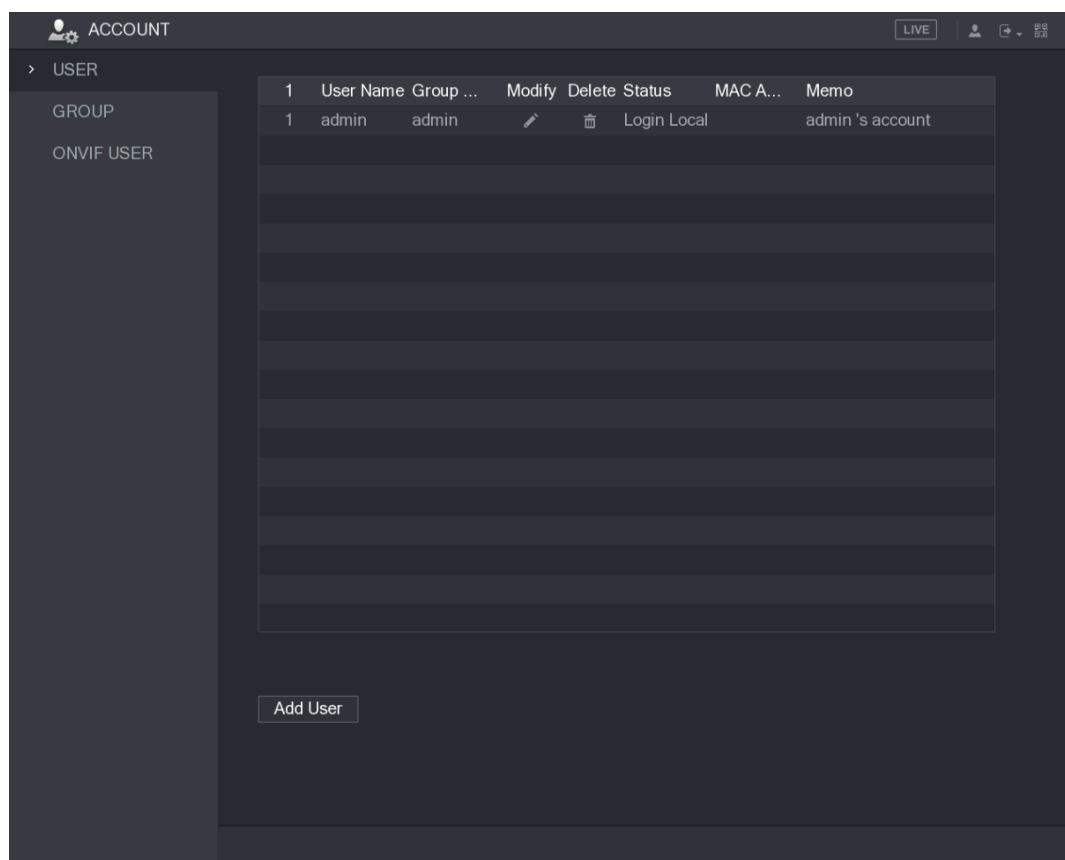 ACCOUNT LIVE
USER
GROUP
ONVIF USER
1 User Name Group ... Modify Delete Status MAC A... Memo
1 admin admin Login Local admin 's account
Add User